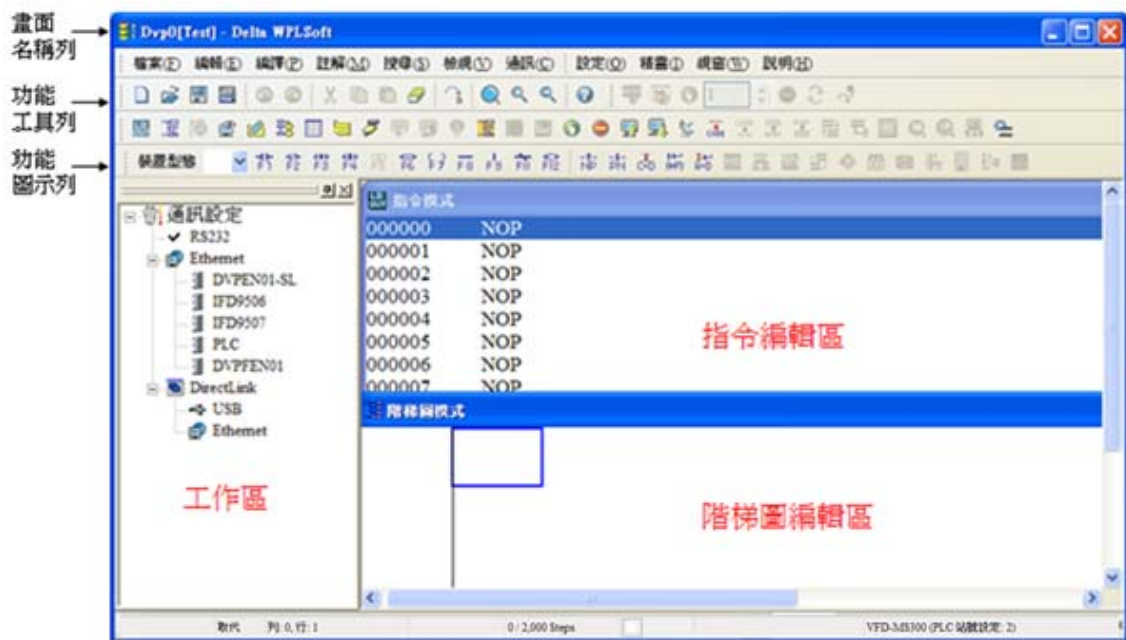 畫面
名稱列
Dvp0[Test] - Delta WPLSoft
檔案(F) 編輯(E) 編譯(P) 註解(M) 搜尋(S) 檢視(V) 通訊(C) 設定(O) 精靈(I) 視窗(W) 說明(H)
功能
工具列
功能
圖示列
裝置型態
通訊設定
RS232
Ethernet
DVPEN01-SL
IFD9506
IFD9507
PLC
DVPFEN01
DirectLink
USB
Ethernet
工作區
指令模式
000000 NOP
000001 NOP
000002 NOP
000003 NOP
000004 NOP
000005 NOP
000006 NOP
000007 NOP
指令編輯區
階梯圖模式
階梯圖編輯區
取代 列: 0, 行: 1 0 / 2,000 Steps VFD-MS300 (PLC 站號設定: 2)